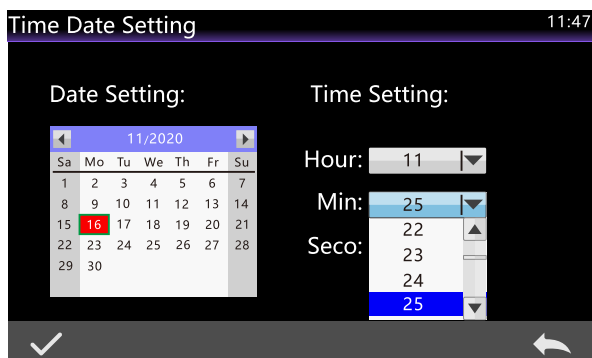 Time Date Setting 11:47
Date Setting: Time Setting:
11/2020
Sa Mo Tu We Th Fr Su
1 2 3 4 5 6 7
8 9 10 11 12 13 14
15 16 17 18 19 20 21
22 23 24 25 26 27 28
29 30
Hour: 11
Min: 25
Seco:
22
23
24
25